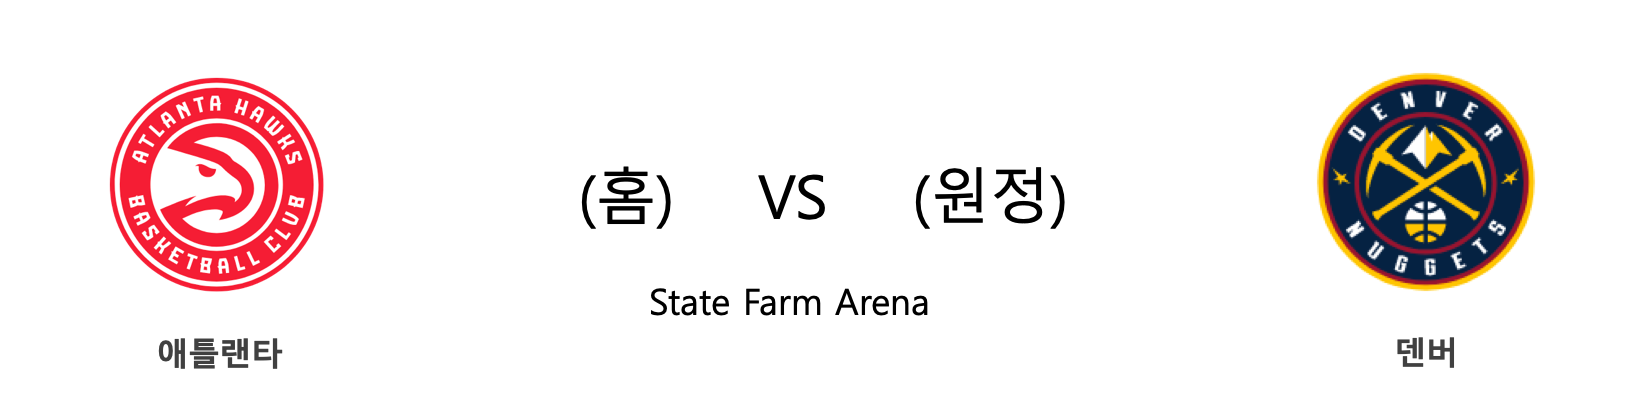 ATLANTA HAWKS
BASKETBALL CLUB
애틀랜타
(홈) VS (원정)
State Farm Arena
DENVER
NUGGETS
덴버